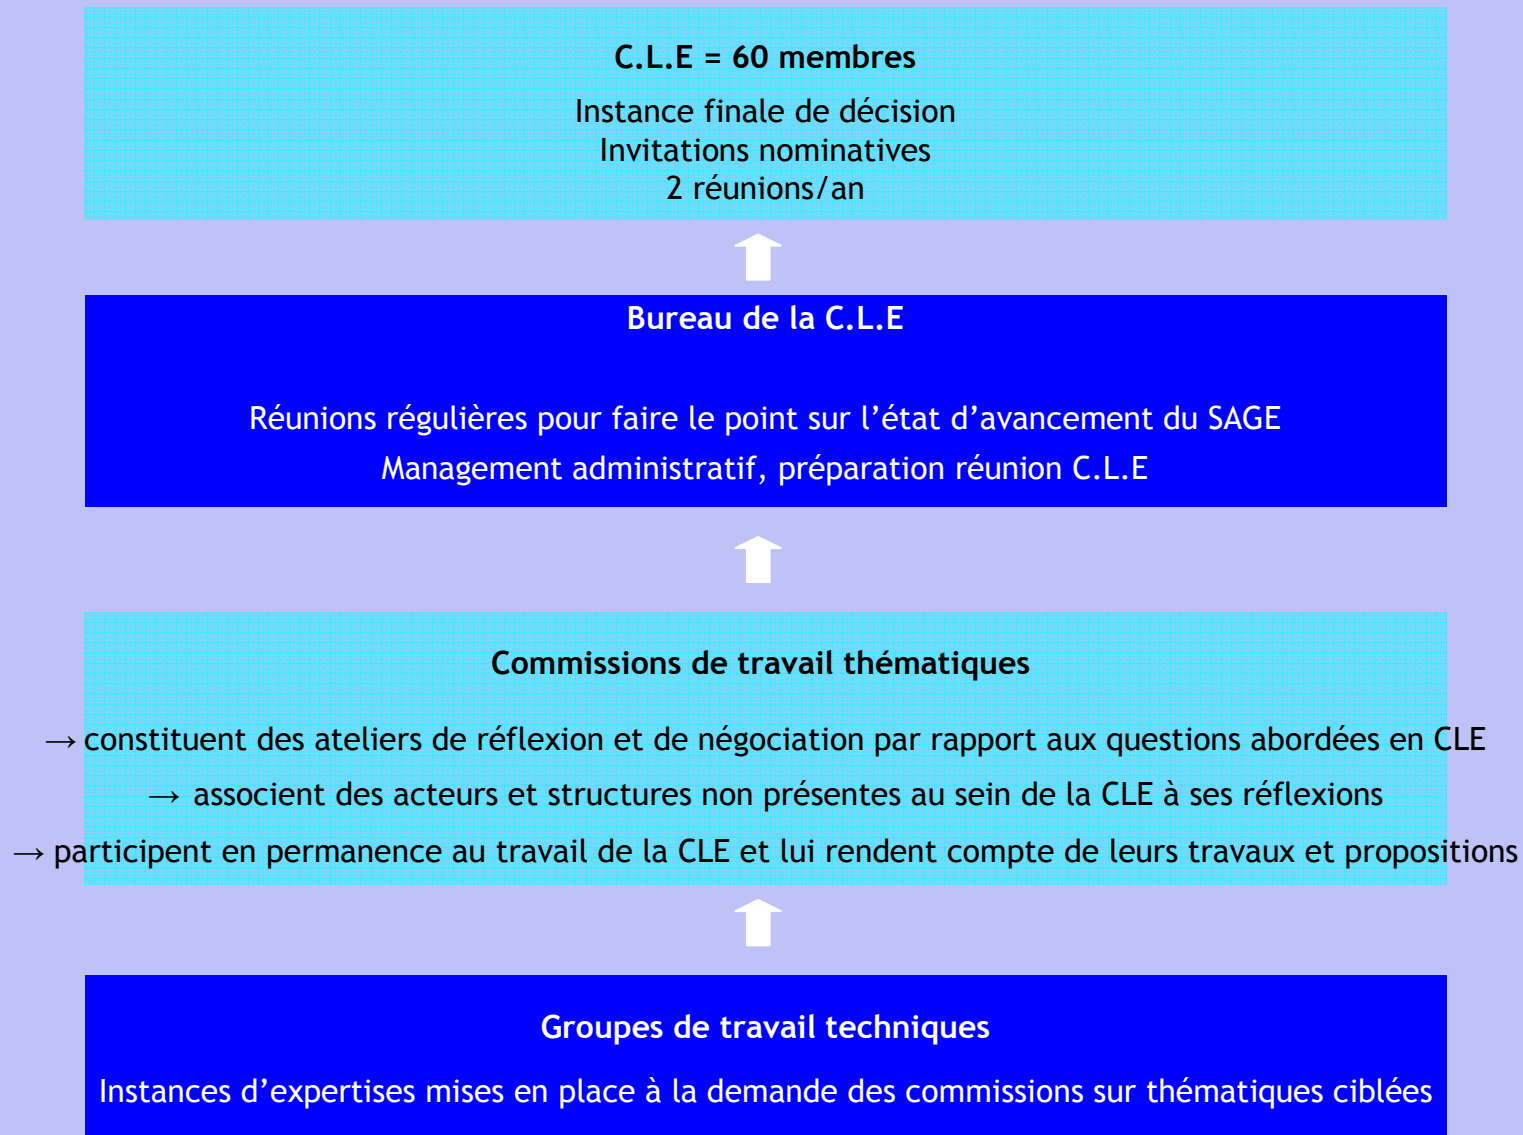 C.L.E = 60 membres
Instance finale de décision
Invitations nominatives
2 réunions/an
Bureau de la C.L.E
Réunions régulières pour faire le point sur l’état d’avancement du SAGE
Management administratif, préparation réunion C.L.E
Commissions de travail thématiques
→ constituent des ateliers de réflexion et de négociation par rapport aux questions abordées en CLE
→ associent des acteurs et structures non présentes au sein de la CLE à ses réflexions
→ participent en permanence au travail de la CLE et lui rendent compte de leurs travaux et propositions
Groupes de travail techniques
Instances d’expertises mises en place à la demande des commissions sur thématiques ciblées